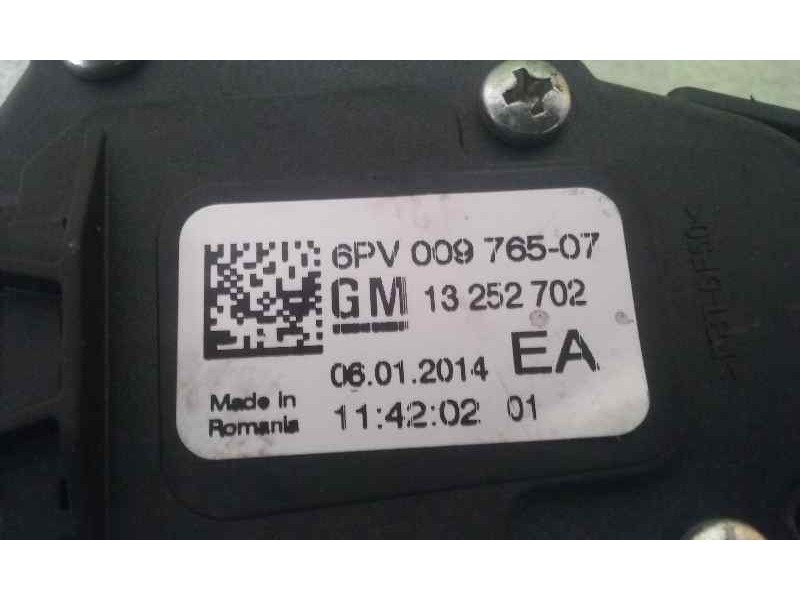 6PV 009 765-07
GM 13 252 702
06.01.2014 EA
Made in
Romania
11:42:02 01